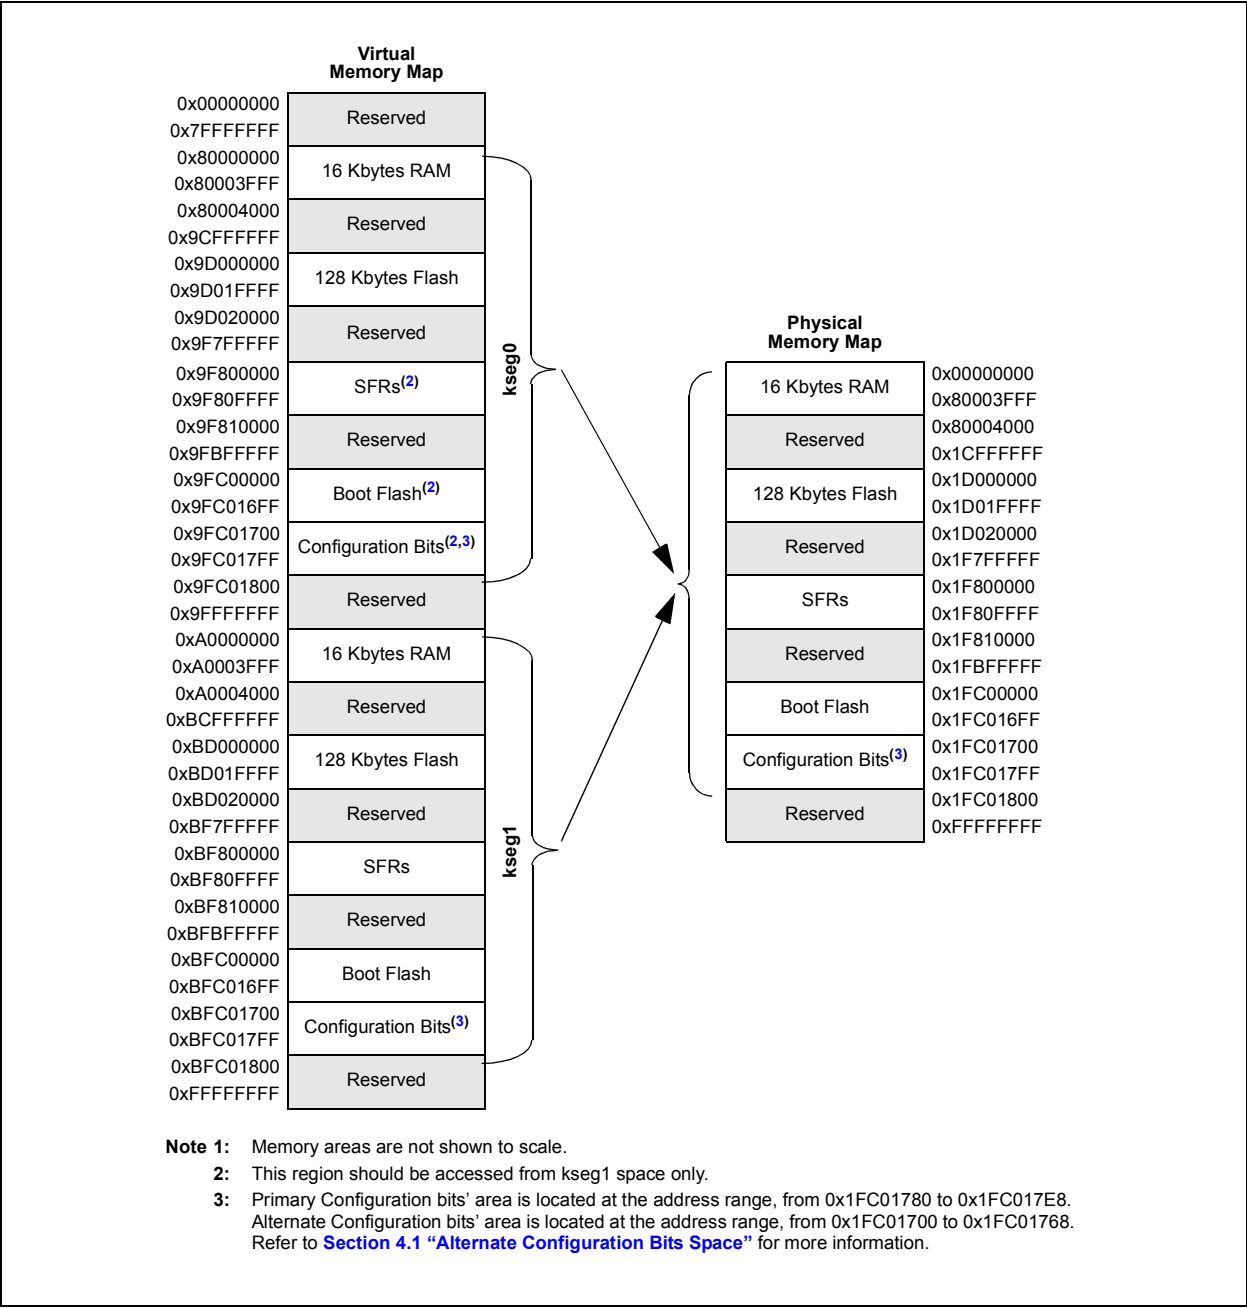 Virtual
Memory Map
0x00000000
Reserved
0x7FFFFFFF
0x80000000
16 Kbytes RAM
0x80003FFF
0x80004000
Reserved
0x9CFFFFFF
0x9D000000
128 Kbytes Flash
0x9D01FFFF
0x9D020000
Reserved
0x9F7FFFFF
0x9F800000
SFRs(2)
0x9F80FFFF
0x9F810000
Reserved
0x9FBFFFFF
0x9FC00000
Boot Flash(2)
0x9FC016FF
0x9FC01700
Configuration Bits(2,3)
0x9FC017FF
0x9FC01800
Reserved
0x9FFFFFFF
0xA0000000
16 Kbytes RAM
0xA0003FFF
0xA0004000
Reserved
0xBCFFFFFF
0xBD000000
128 Kbytes Flash
0xBD01FFFF
0xBD020000
Reserved
0xBF7FFFFF
0xBF800000
SFRs
0xBF80FFFF
0xBF810000
Reserved
0xBFBFFFFF
0xBFC00000
Boot Flash
0xBFC016FF
0xBFC01700
Configuration Bits(3)
0xBFC017FF
0xBFC01800
Reserved
0xFFFFFFFF
kseg0
kseg1
Physical
Memory Map
16 Kbytes RAM
0x00000000
0x80003FFF
Reserved
0x80004000
0x1CFFFFFF
128 Kbytes Flash
0x1D000000
0x1D01FFFF
Reserved
0x1D020000
0x1F7FFFFF
SFRs
0x1F800000
0x1F80FFFF
Reserved
0x1F810000
0x1FBFFFFF
Boot Flash
0x1FC00000
0x1FC016FF
Configuration Bits(3)
0x1FC01700
0x1FC017FF
Reserved
0x1FC01800
0xFFFFFFFF
Note 1: Memory areas are not shown to scale.
2: This region should be accessed from kseg1 space only.
3: Primary Configuration bits’ area is located at the address range, from 0x1FC01780 to 0x1FC017E8.
Alternate Configuration bits’ area is located at the address range, from 0x1FC01700 to 0x1FC01768.
Refer to Section 4.1 “Alternate Configuration Bits Space” for more information.